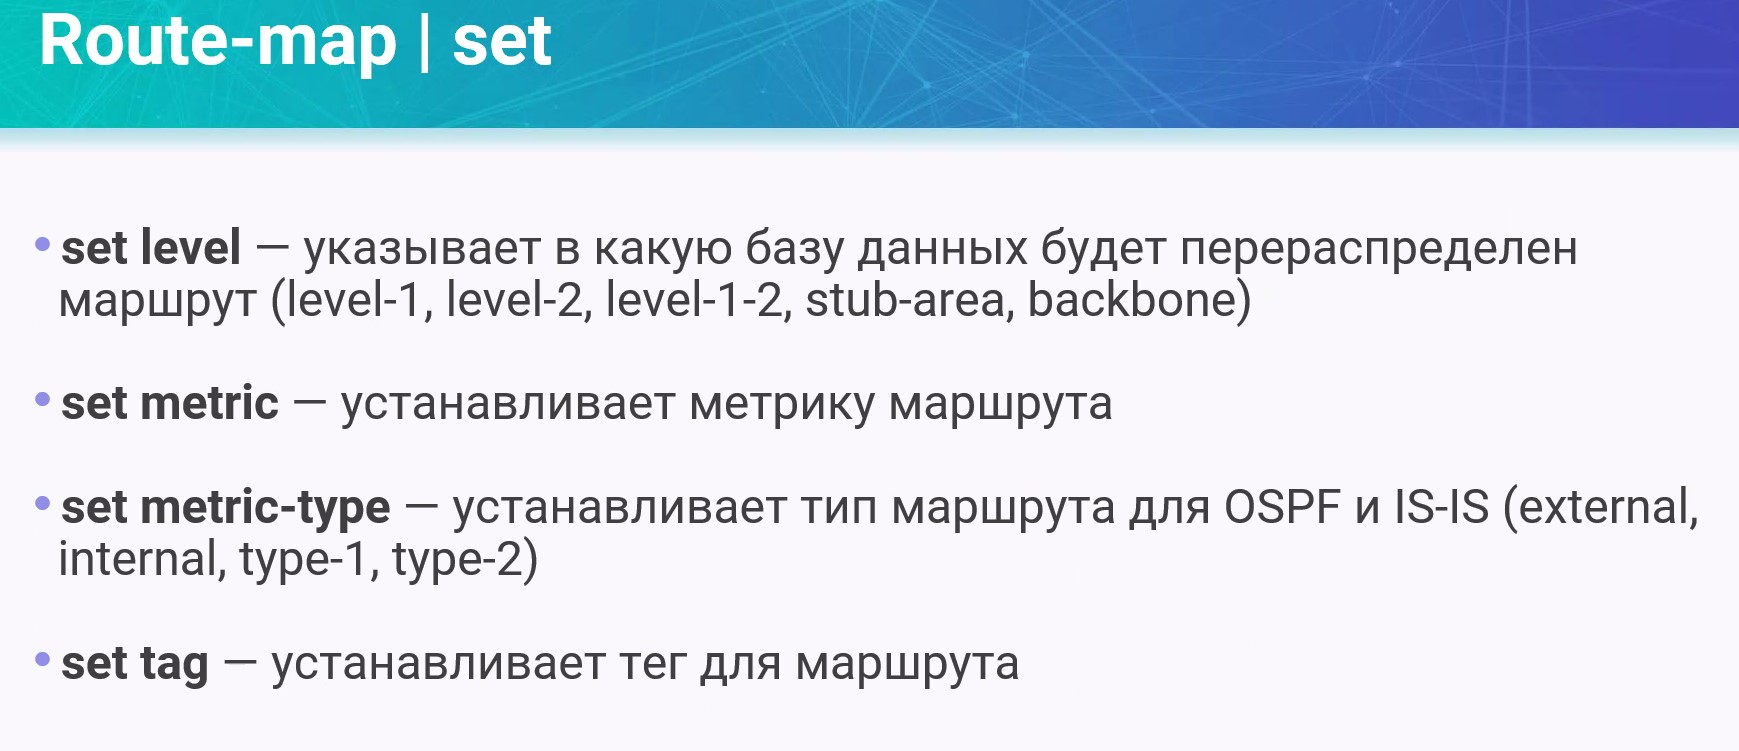 Route-map | set
• set level — указывает в какую базу данных будет перераспределен
маршрут (level-1, level-2, level-1-2, stub-area, backbone)
• set metric — устанавливает метрику маршрута
• set metric-type — устанавливает тип маршрута для OSPF и IS-IS (external,
internal, type-1, type-2)
• set tag — устанавливает тег для маршрута